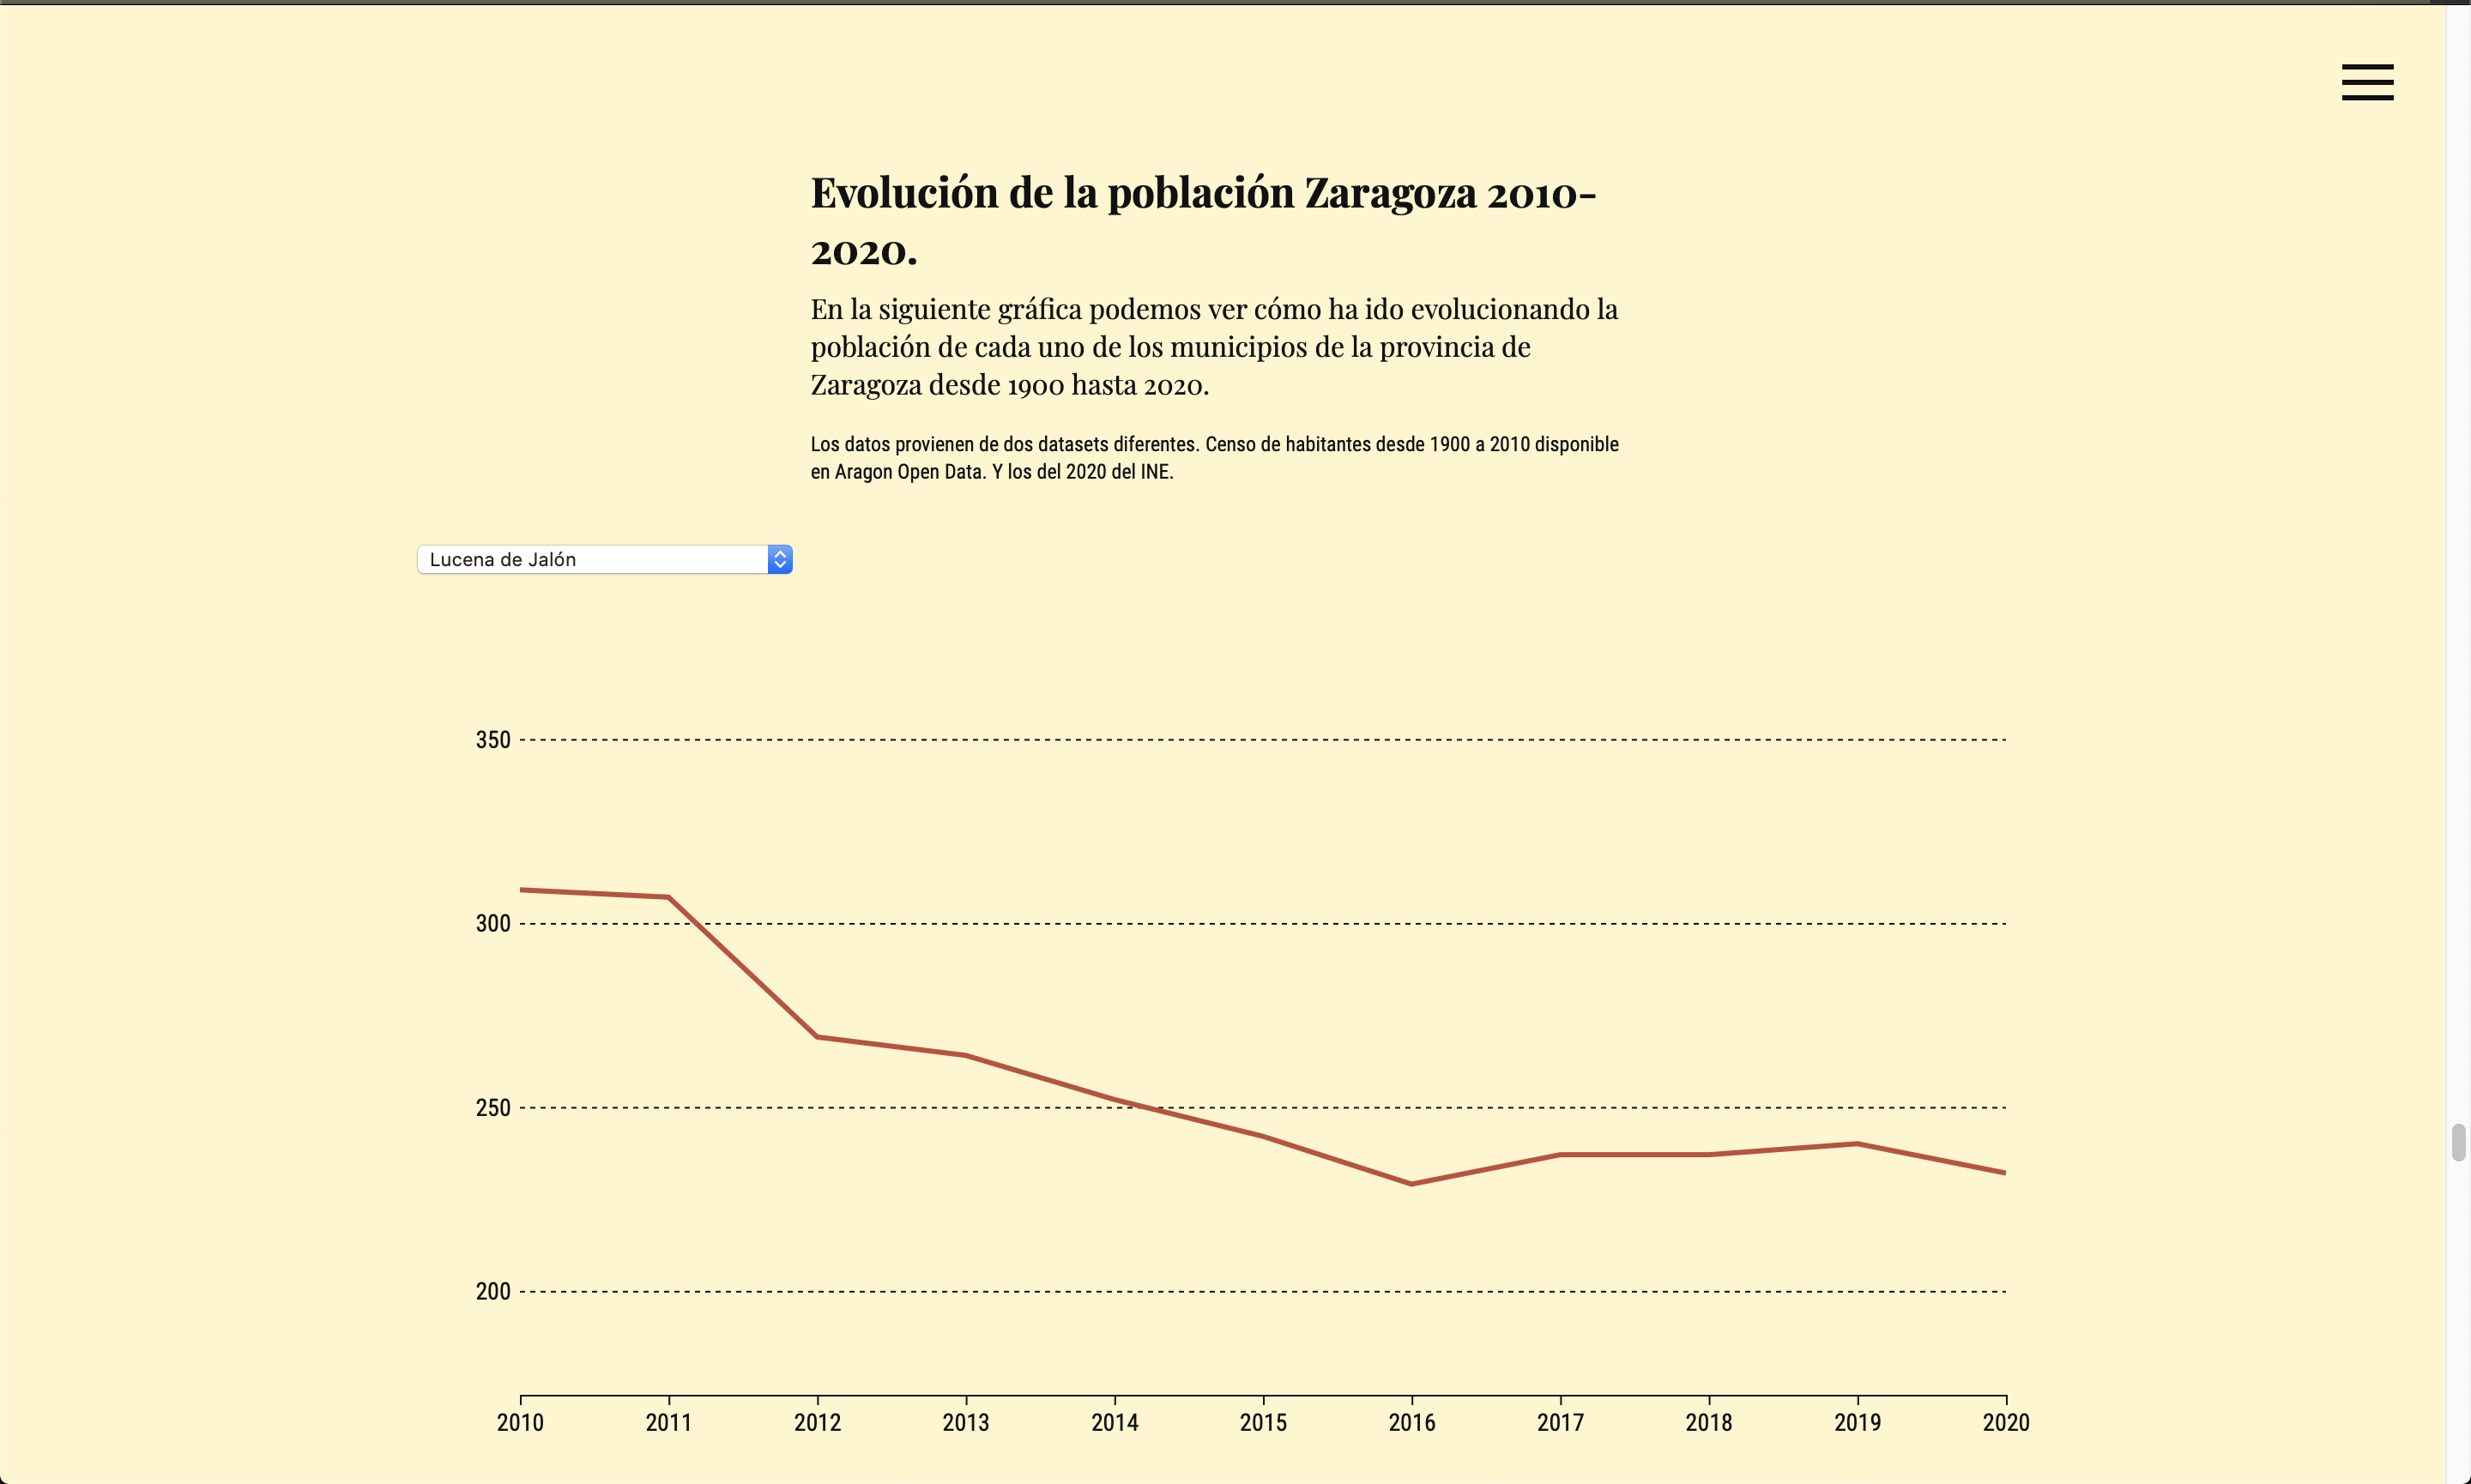 Evolución de la población Zaragoza 2010-
2020.
En la siguiente gráfica podemos ver cómo ha ido evolucionando la
población de cada uno de los municipios de la provincia de
Zaragoza desde 1900 hasta 2020.
Los datos provienen de dos datasets diferentes. Censo de habitantes desde 1900 a 2010 disponible
en Aragon Open Data. Y los del 2020 del INE.
Lucena de Jalón
350
300
250
200
2010 2011 2012 2013 2014 2015 2016 2017 2018 2019 2020